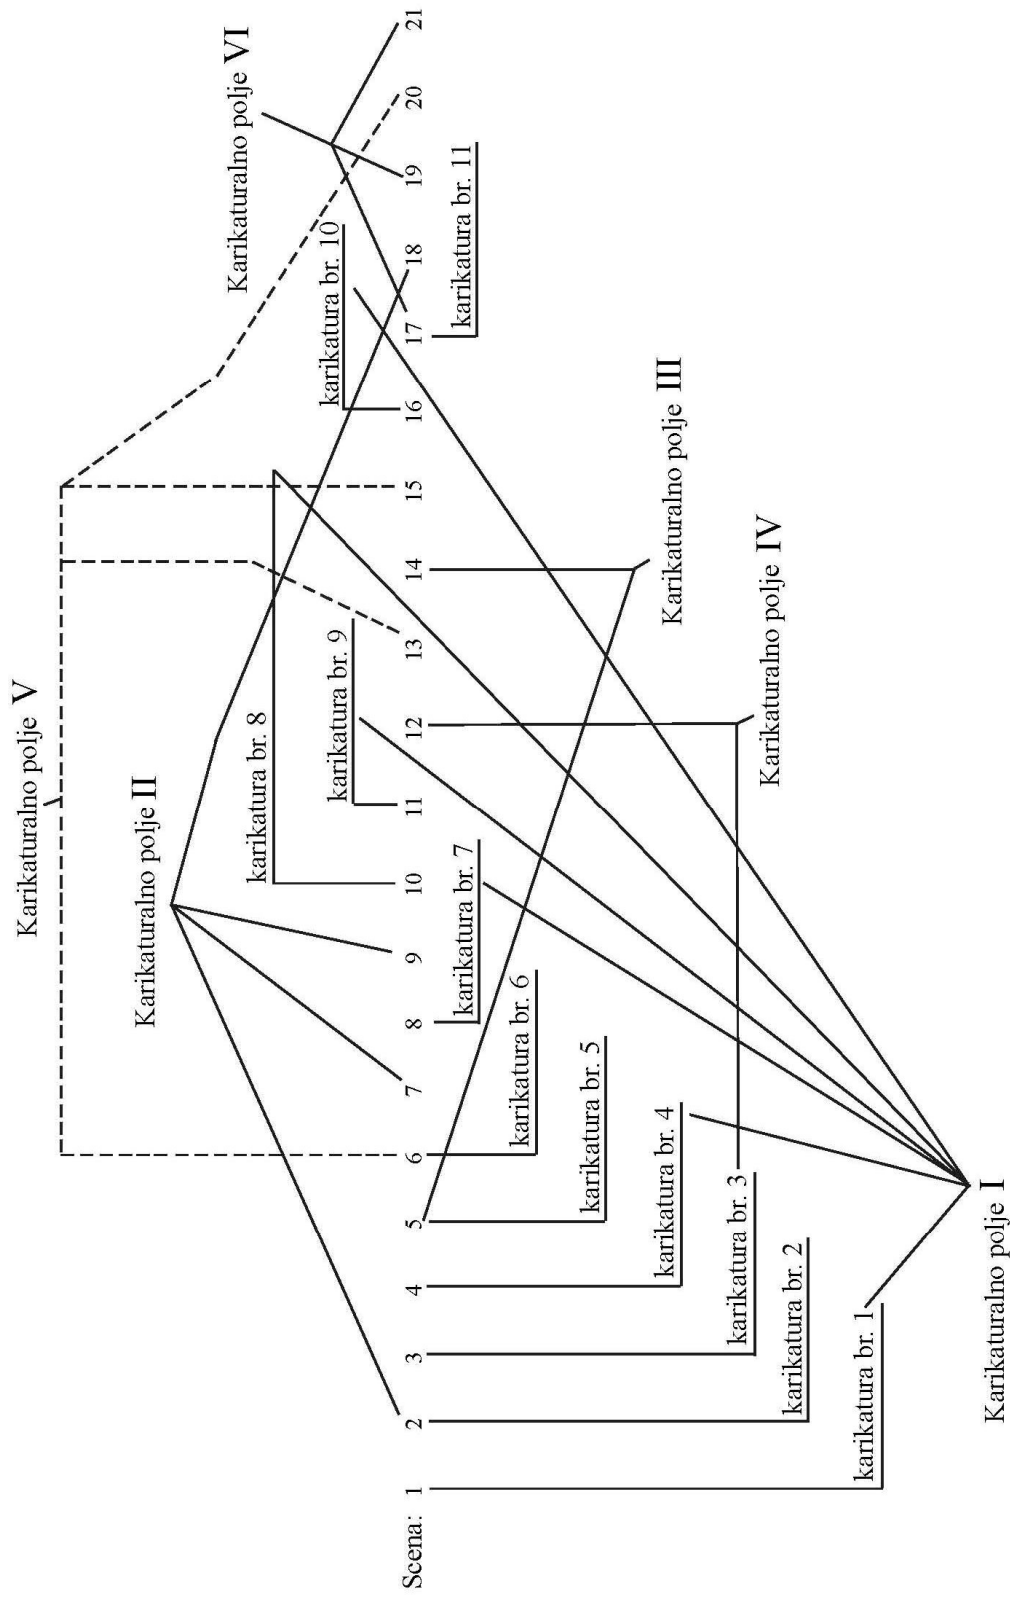 Karikaturalno polje V
Karikaturalno polje VI
Karikaturalno polje II
karikatura br. 8
karikatura br. 10
karikatura br. 9
Scena: 1 2 3 4 5 6 7 8 9 10 11 12 13 14 15 16 17 18 19 20 21
karikatura br. 7
karikatura br. 11
karikatura br. 6
karikatura br. 5
karikatura br. 4
Karikaturalno polje III
karikatura br. 3
Karikaturalno polje IV
karikatura br. 2
karikatura br. 1
Karikaturalno polje I